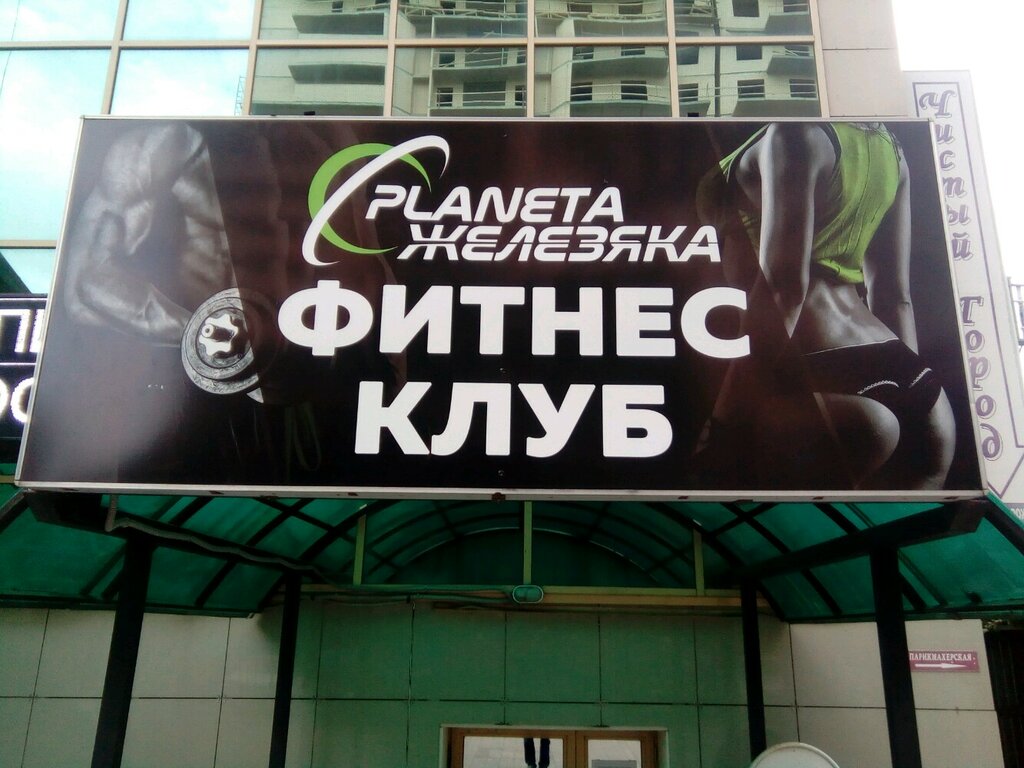 PLANETA
ЖЕЛЕЗЯКА
ФИТНЕС
КЛУБ
Чистый Город
ПАРИКМАХЕРСКАЯ